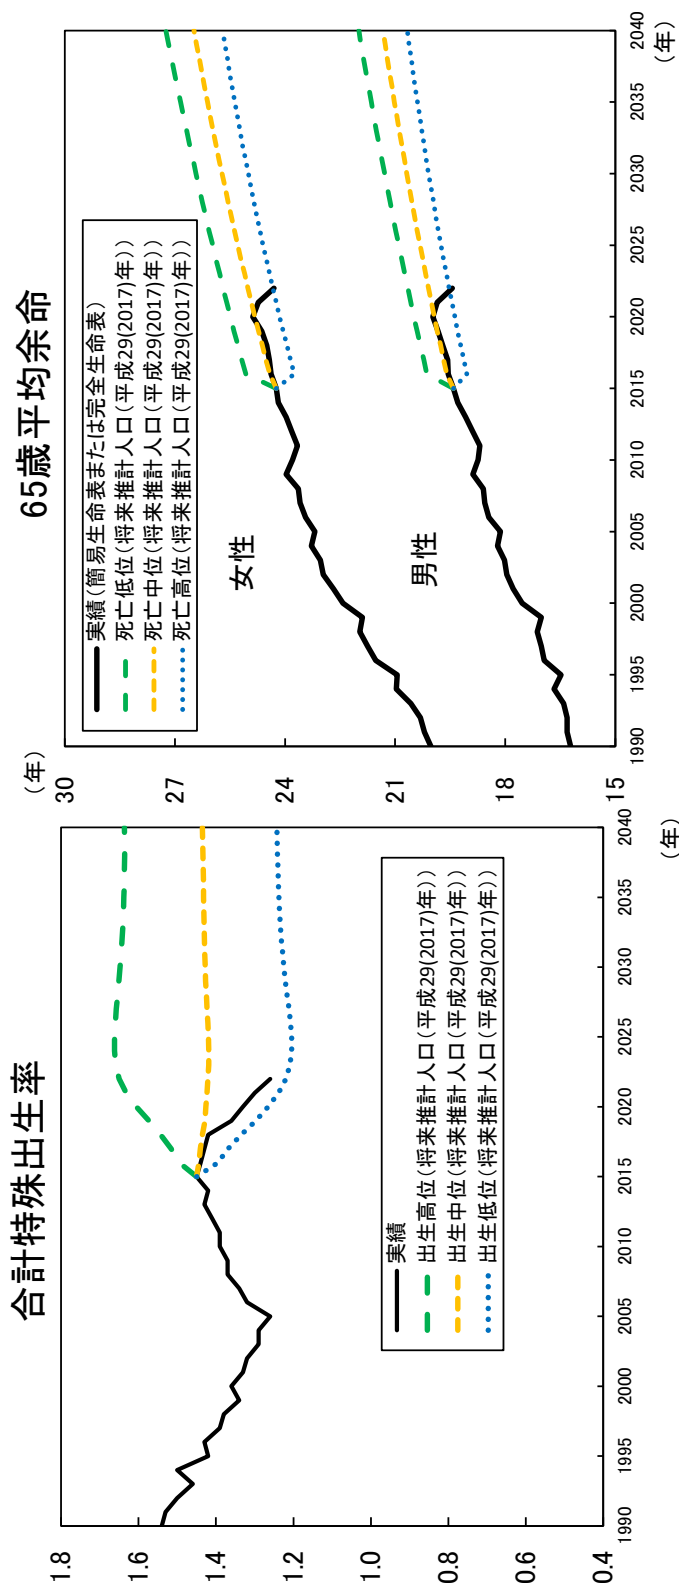 合計特殊出生率
1.8
1.6
1.4
1.2
1.0
0.8
0.6
0.4
実績
出生高位(将来推計人口(平成29(2017)年))
出生中位(将来推計人口(平成29(2017)年))
出生低位(将来推計人口(平成29(2017)年))
1990 1995 2000 2005 2010 2015 2020 2025 2030 2035 2040
(年)
65歳平均余命
(年)
30
27
24
21
18
15
実績(簡易生命表または完全生命表)
死亡低位(将来推計人口(平成29(2017)年))
死亡中位(将来推計人口(平成29(2017)年))
死亡高位(将来推計人口(平成29(2017)年))
女性
男性
1990 1995 2000 2005 2010 2015 2020 2025 2030 2035 2040
(年)